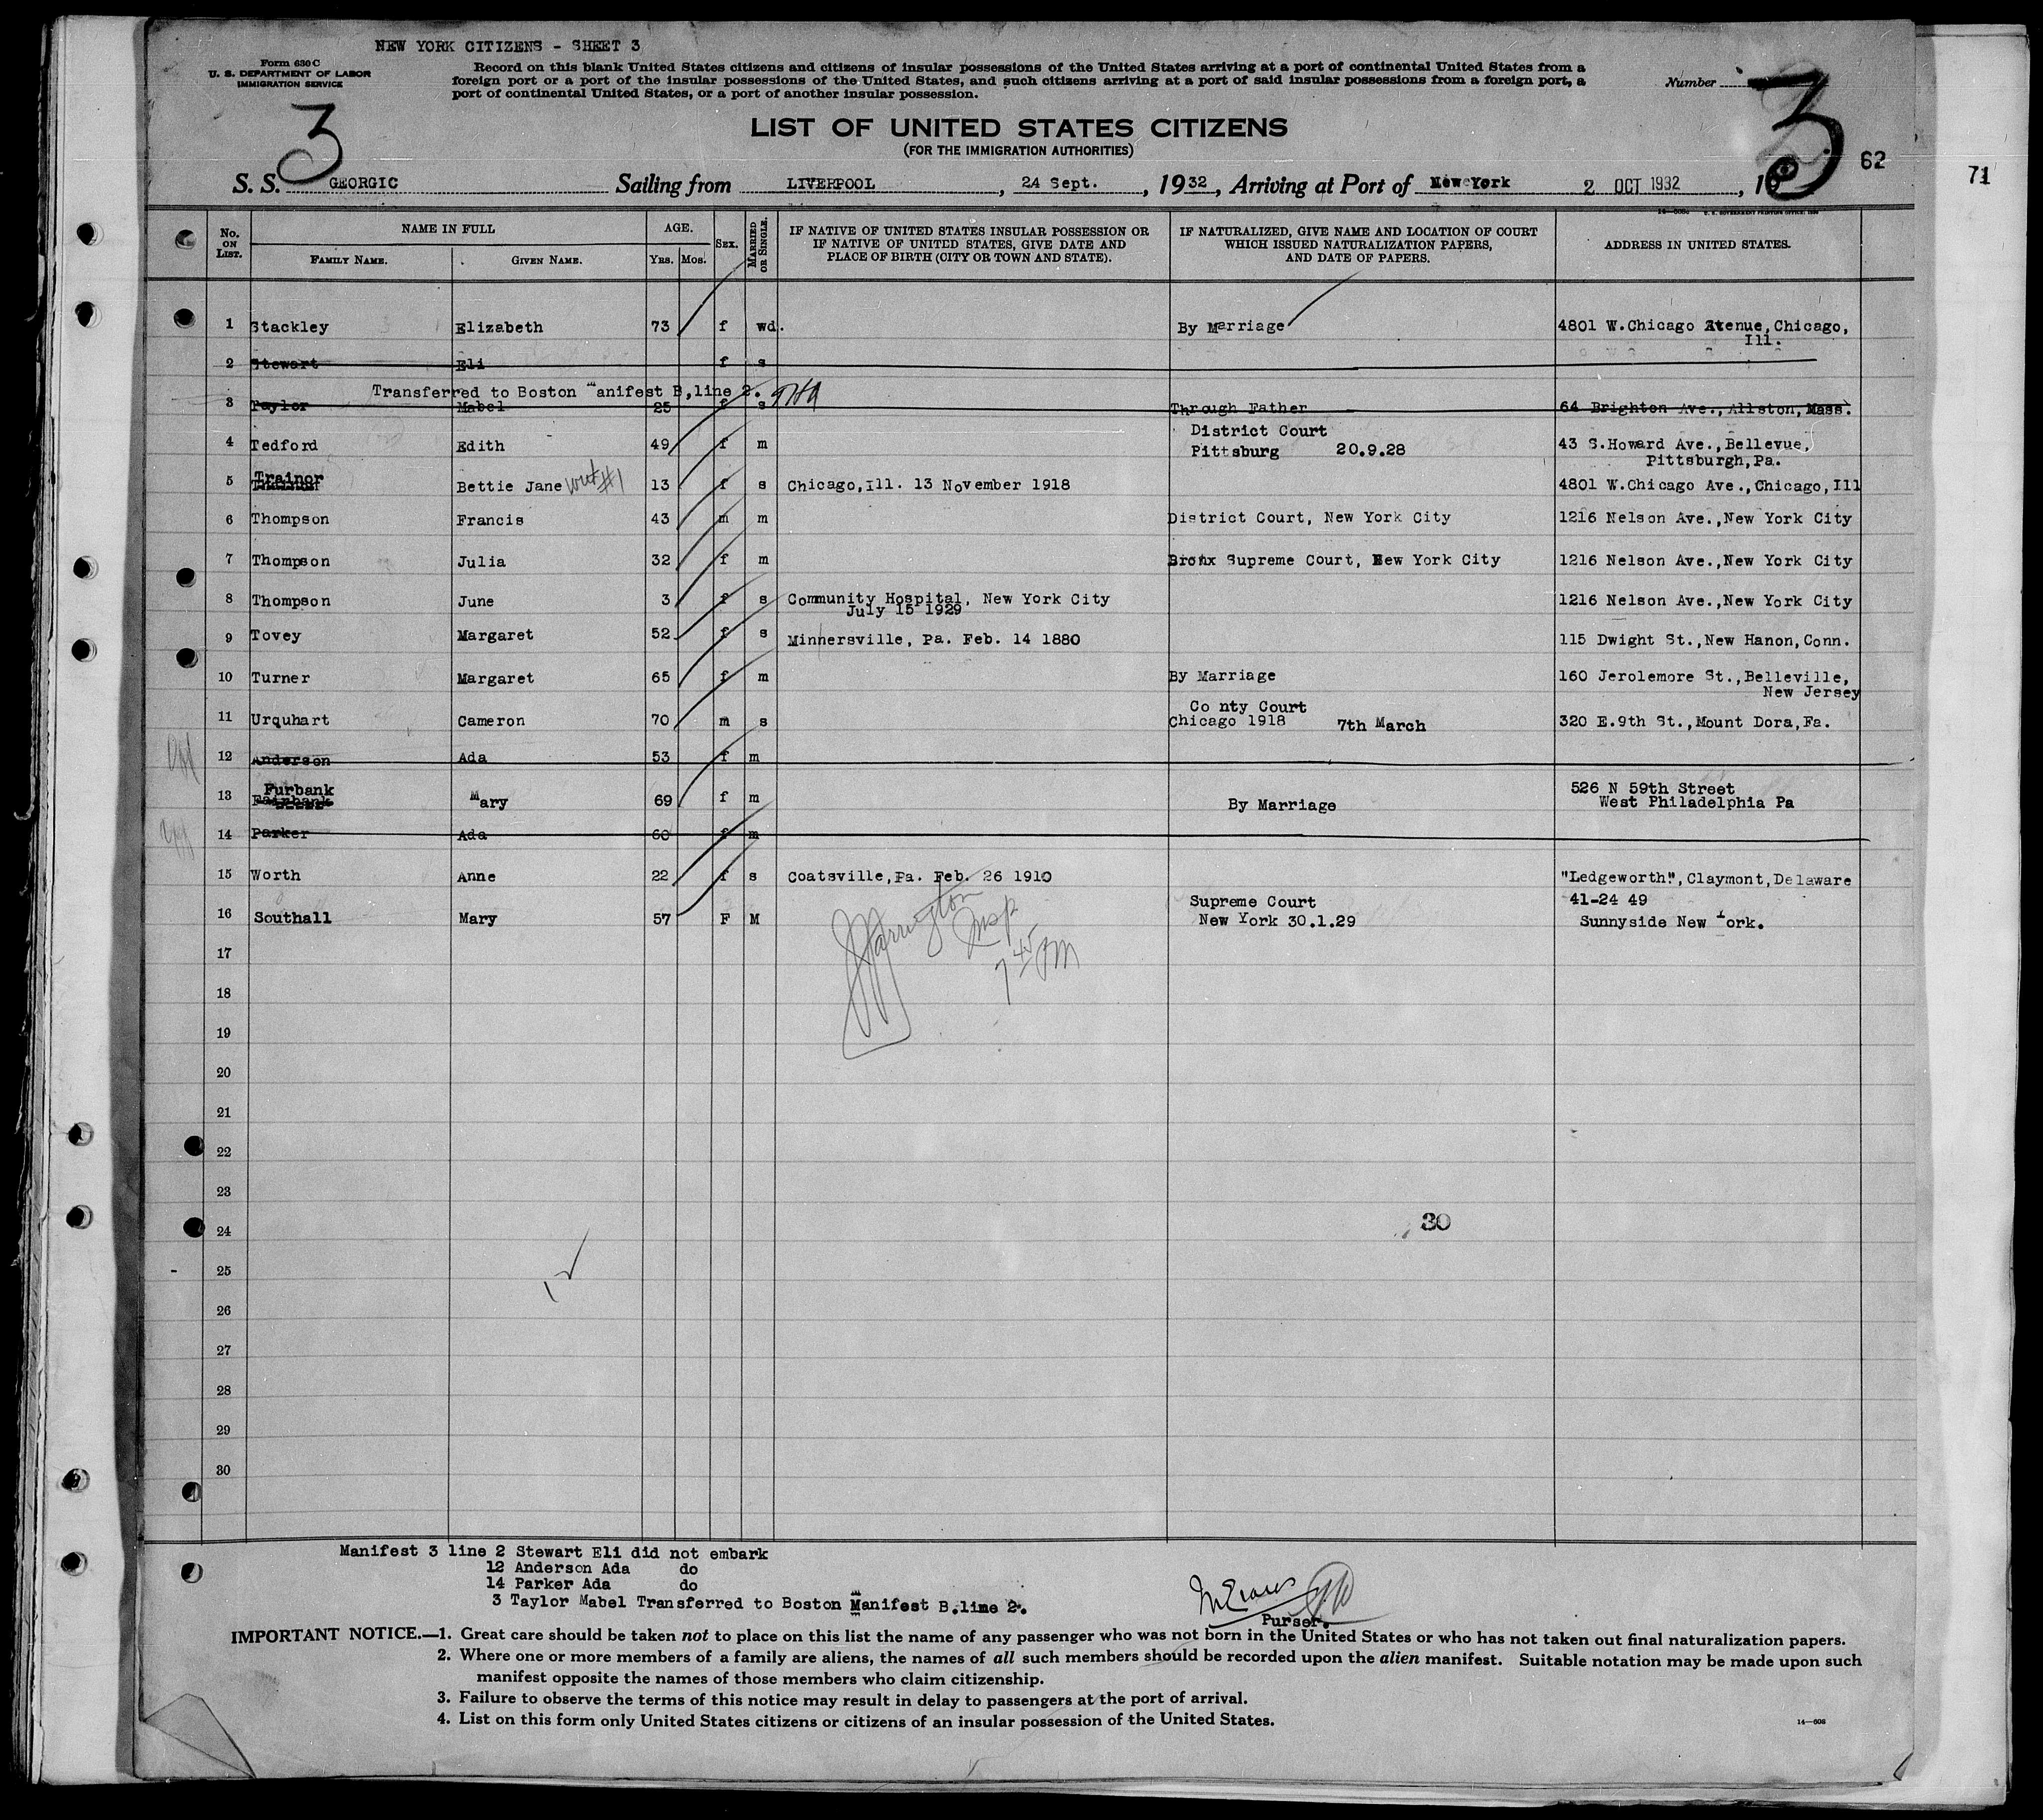 NEW YORK CITIZENS - SHEET 3
Form 630 C
U. S. DEPARTMENT OF LABOR
IMMIGRATION SERVICE
Record on this blank United States citizens and citizens of insular possessions of the United States arriving at a port of continental United States from a
foreign port or a port of the insular possessions of the United States, and such citizens arriving at a port of said insular possessions from a foreign port, a
port of continental United States, or a port of another insular possession.
Number
3
3
LIST OF UNITED STATES CITIZENS
(FOR THE IMMIGRATION AUTHORITIES)
62
71
S. S. GEORGIC Sailing from LIVERPOOL, 24 Sept., 1932, Arriving at Port of New York 2 OCT 1932, 19
No. ON LIST. NAME IN FULL AGE. SEX. MARRIED OR SINGLE. IF NATIVE OF UNITED STATES INSULAR POSSESSION OR IF NATIVE OF UNITED STATES, GIVE DATE AND PLACE OF BIRTH (CITY OR TOWN AND STATE). IF NATURALIZED, GIVE NAME AND LOCATION OF COURT WHICH ISSUED NATURALIZATION PAPERS, AND DATE OF PAPERS. ADDRESS IN UNITED STATES.
FAMILY NAME. GIVEN NAME. YRS. MOS.
1 Stackley Elizabeth 73 f wd. By Marriage 4801 W.Chicago Avenue, Chicago,
Ill.
2 Stewart Eli f s
Transferred to Boston Manifest B,line 2.
3 Taylor Mabel 25 f s Through Father 64 Brighton Ave., Allston, Mass.
District Court
4 Tedford Edith 49 f m Pittsburg 20.9.28 43 S.Howard Ave., Bellevue,
Pittsburgh, Pa.
5 Trainor Bettie Jane with #1 13 f s Chicago, Ill. 13 November 1918 4801 W.Chicago Ave., Chicago, Ill
6 Thompson Francis 43 m m District Court, New York City 1216 Nelson Ave., New York City
7 Thompson Julia 32 f m Bronx Supreme Court, New York City 1216 Nelson Ave., New York City
8 Thompson June 3 f s Community Hospital, New York City 1216 Nelson Ave., New York City
July 15 1929
9 Tovey Margaret 52 f s Minnersville, Pa. Feb. 14 1880 115 Dwight St., New Hanon, Conn.
10 Turner Margaret 65 f m By Marriage 160 Jerolemore St., Belleville,
New Jersey
Co nty Court
11 Urquhart Cameron 70 m s Chicago 1918 7th March 320 E.9th St., Mount Dora, Fa.
12 Anderson Ada 53 f m
13 Furbank Mary 69 f m By Marriage 526 N 59th Street
West Philadelphia Pa
14 Parker Ada 60 f m
15 Worth Anne 22 f s Coatsville, Pa. Feb. 26 1910 "Ledgeworth", Claymont, Delaware
Supreme Court 41-24 49
16 Southall Mary 57 F M New York 30.1.29 Sunnyside New York.
Insp
7 45 PM
17
18
19
20
21
22
23
24
30
25
26
27
28
29
30
Manifest 3 line 2 Stewart Eli did not embark
12 Anderson Ada do
14 Parker Ada do
3 Taylor Mabel Transferred to Boston Manifest B.line 2.
Purser.
IMPORTANT NOTICE.—1. Great care should be taken not to place on this list the name of any passenger who was not born in the United States or who has not taken out final naturalization papers.
2. Where one or more members of a family are aliens, the names of all such members should be recorded upon the alien manifest. Suitable notation may be made upon such
manifest opposite the names of those members who claim citizenship.
3. Failure to observe the terms of this notice may result in delay to passengers at the port of arrival.
4. List on this form only United States citizens or citizens of an insular possession of the United States.
14—608